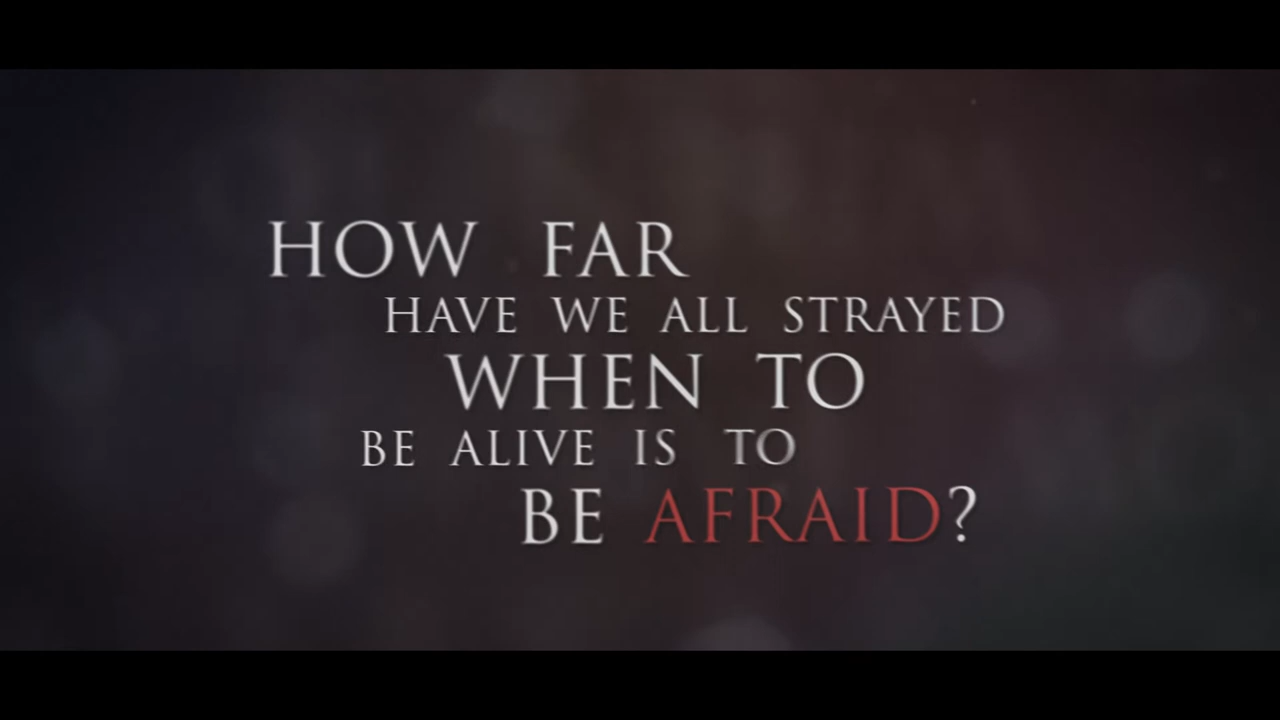 HOW FAR
HAVE WE ALL STRAYED
WHEN TO
BE ALIVE IS TO
BE AFRAID?